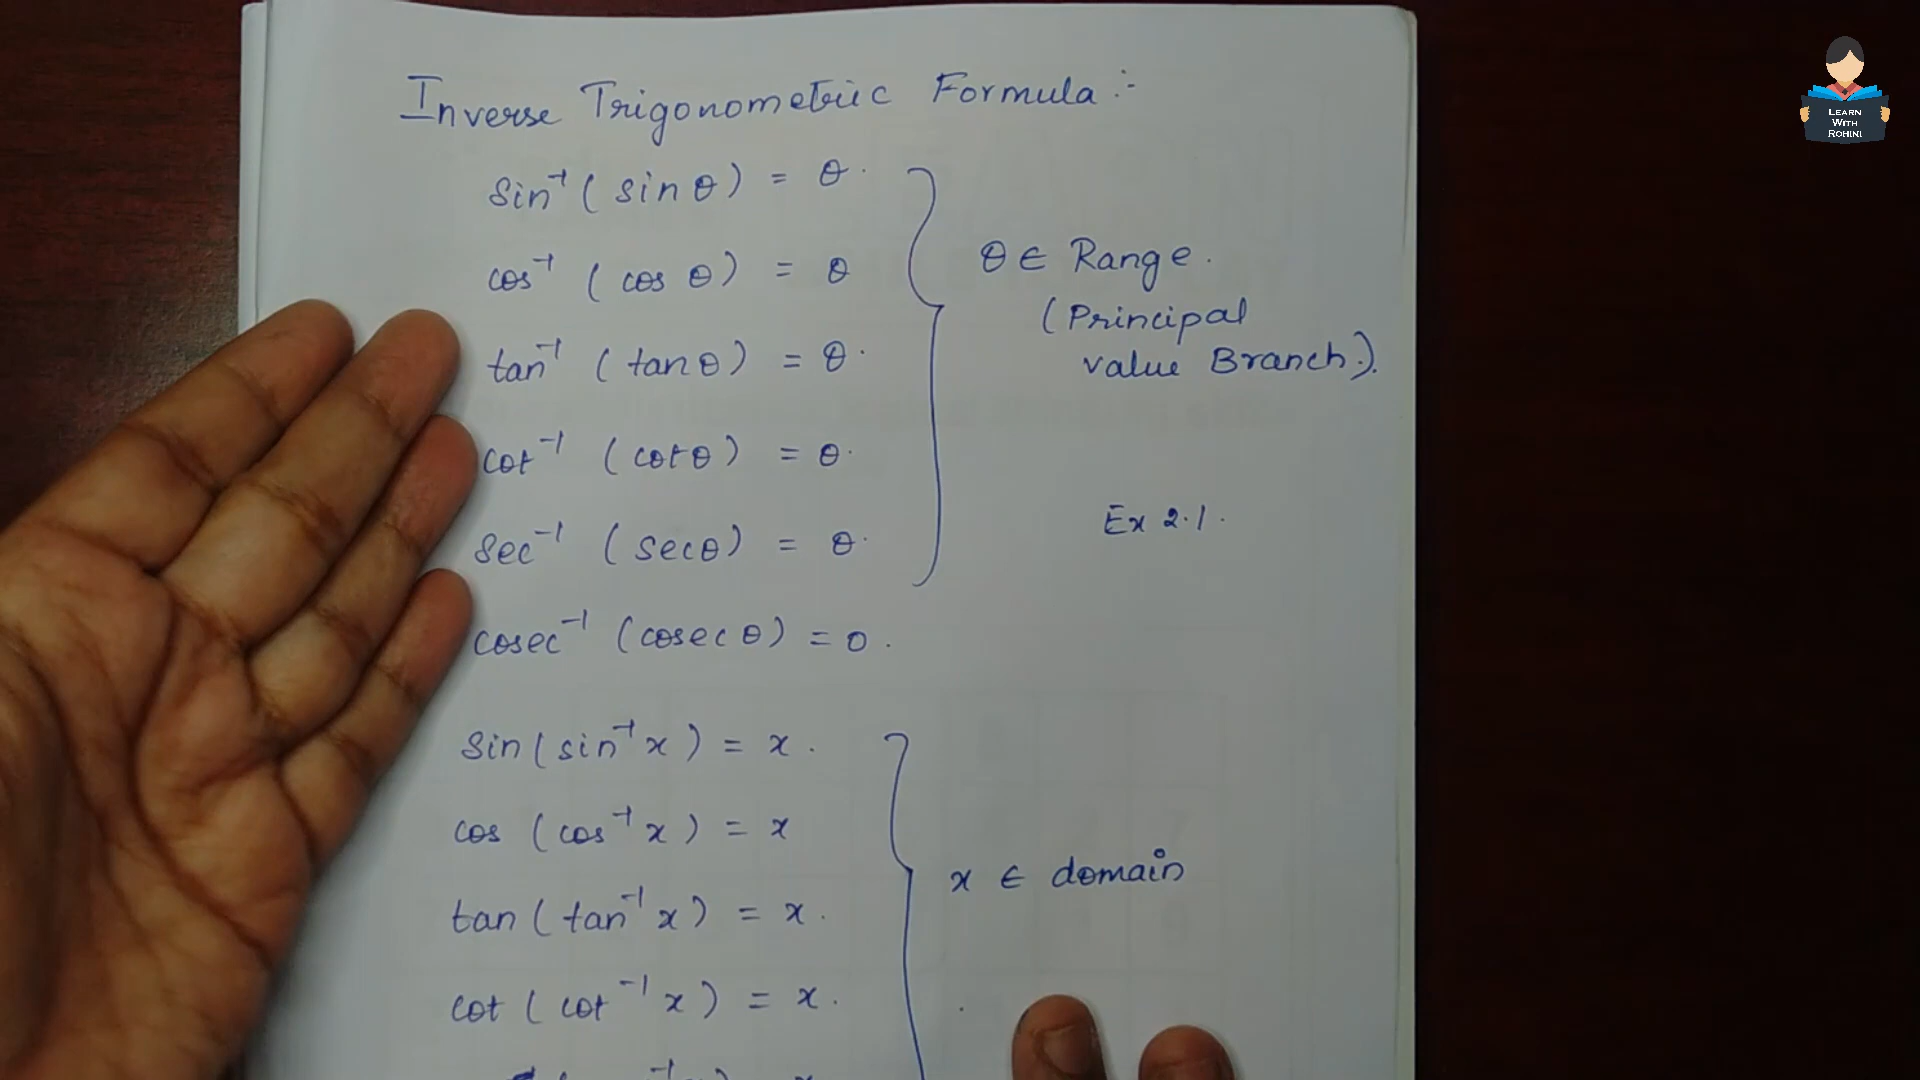 Inverse Trigonometric Formula :-
sin⁻¹ (sin θ) = θ.
cos⁻¹ (cos θ) = θ
tan⁻¹ (tan θ) = θ.
cot⁻¹ (cot θ) = θ.
sec⁻¹ (sec θ) = θ.
cosec⁻¹ (cosec θ) = θ.
θ ∈ Range.
(Principal
value Branch).
Ex 2.1.
sin (sin⁻¹ x) = x.
cos (cos⁻¹ x) = x
tan (tan⁻¹ x) = x.
cot (cot⁻¹ x) = x.
x ∈ domain
LEARN
WITH
ROHINI